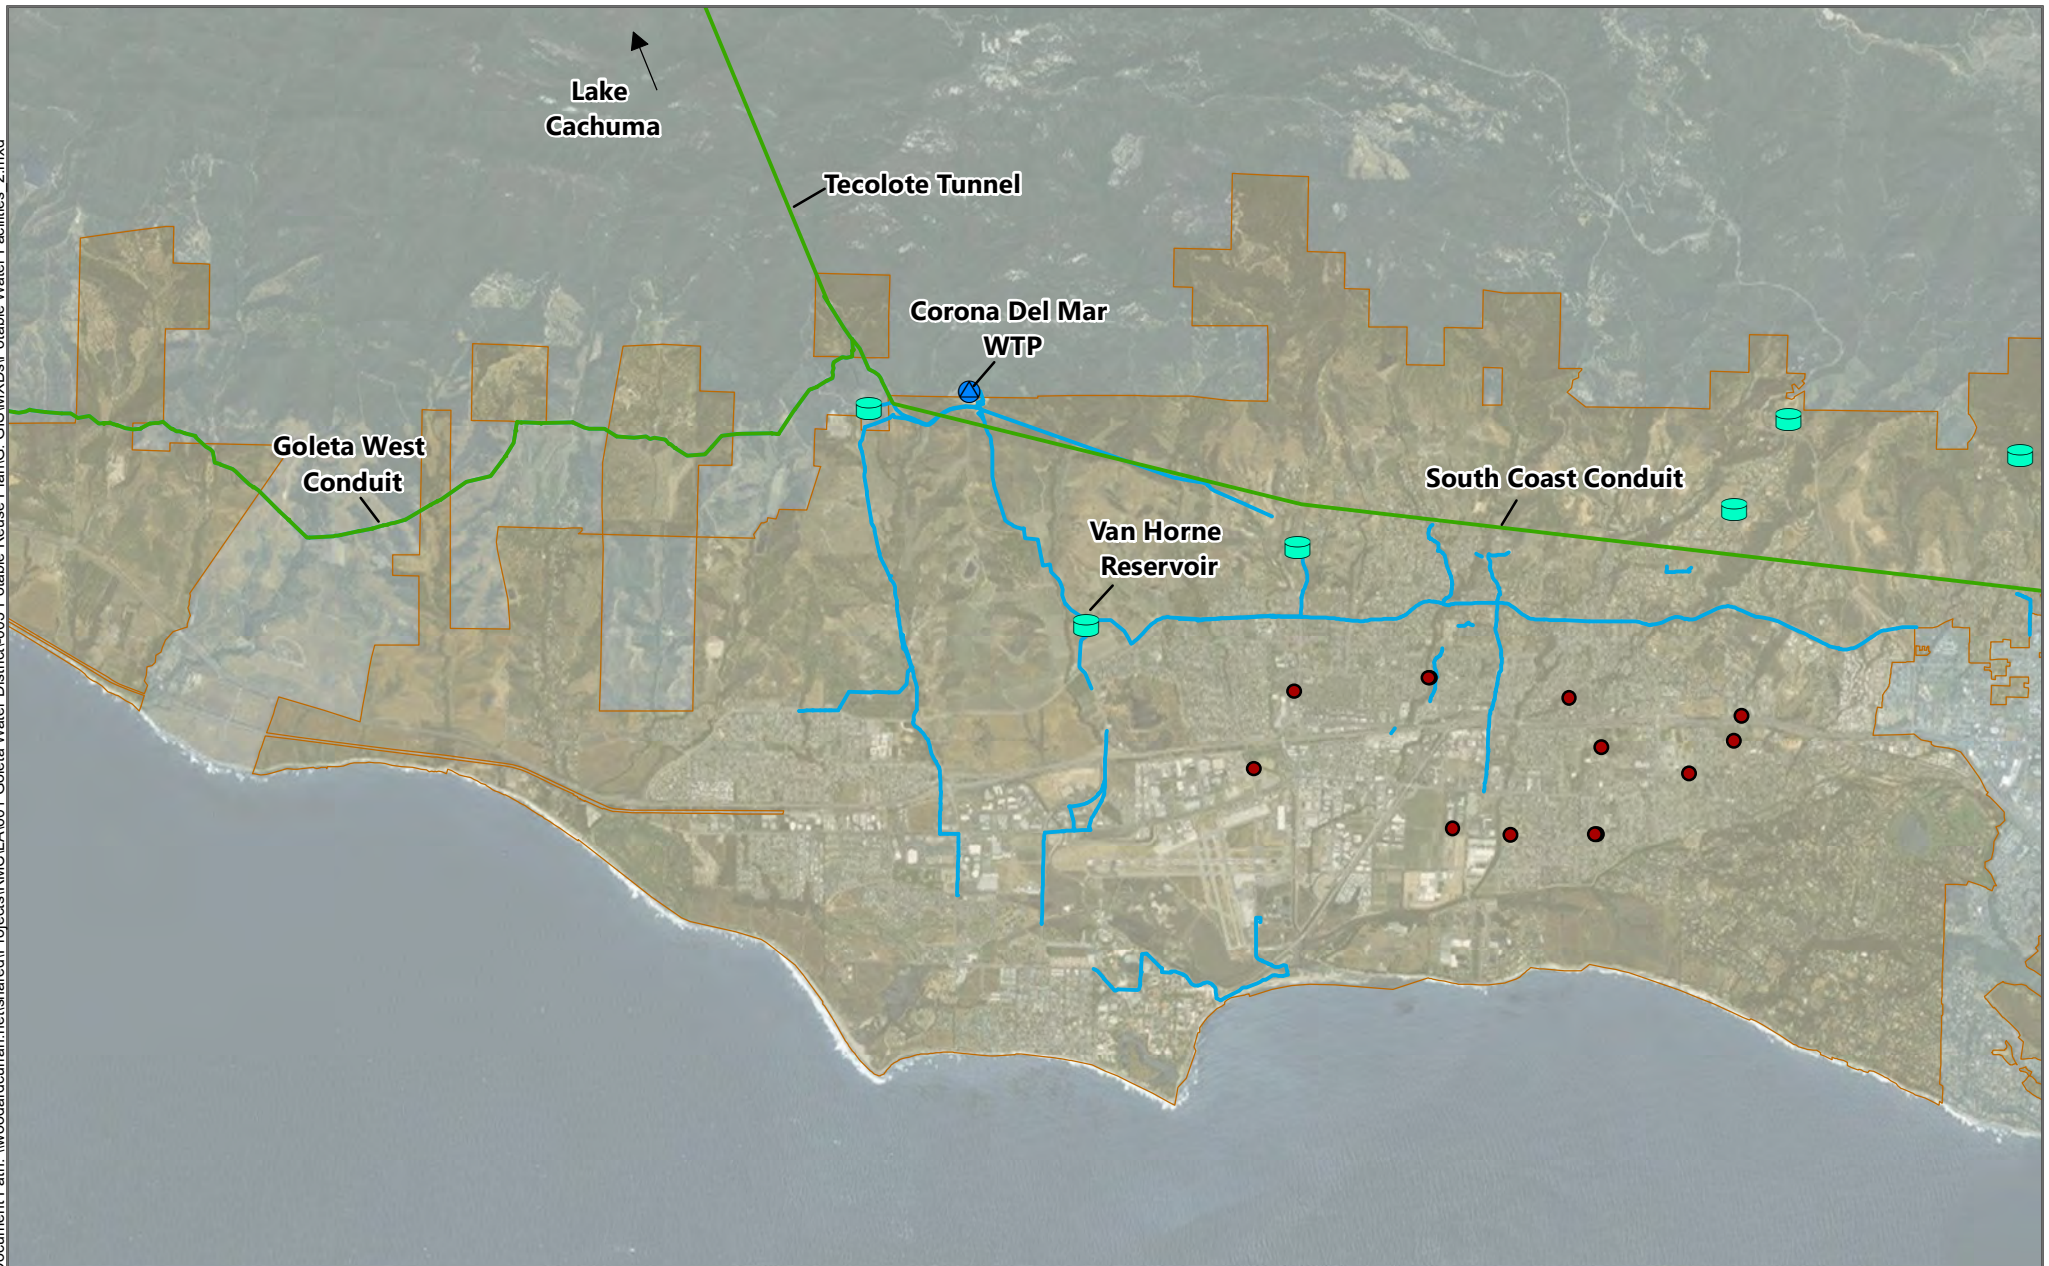 Lake
Cachuma
Tecolote Tunnel
Corona Del Mar
WTP
Goleta West
Conduit
South Coast Conduit
Van Horne
Reservoir